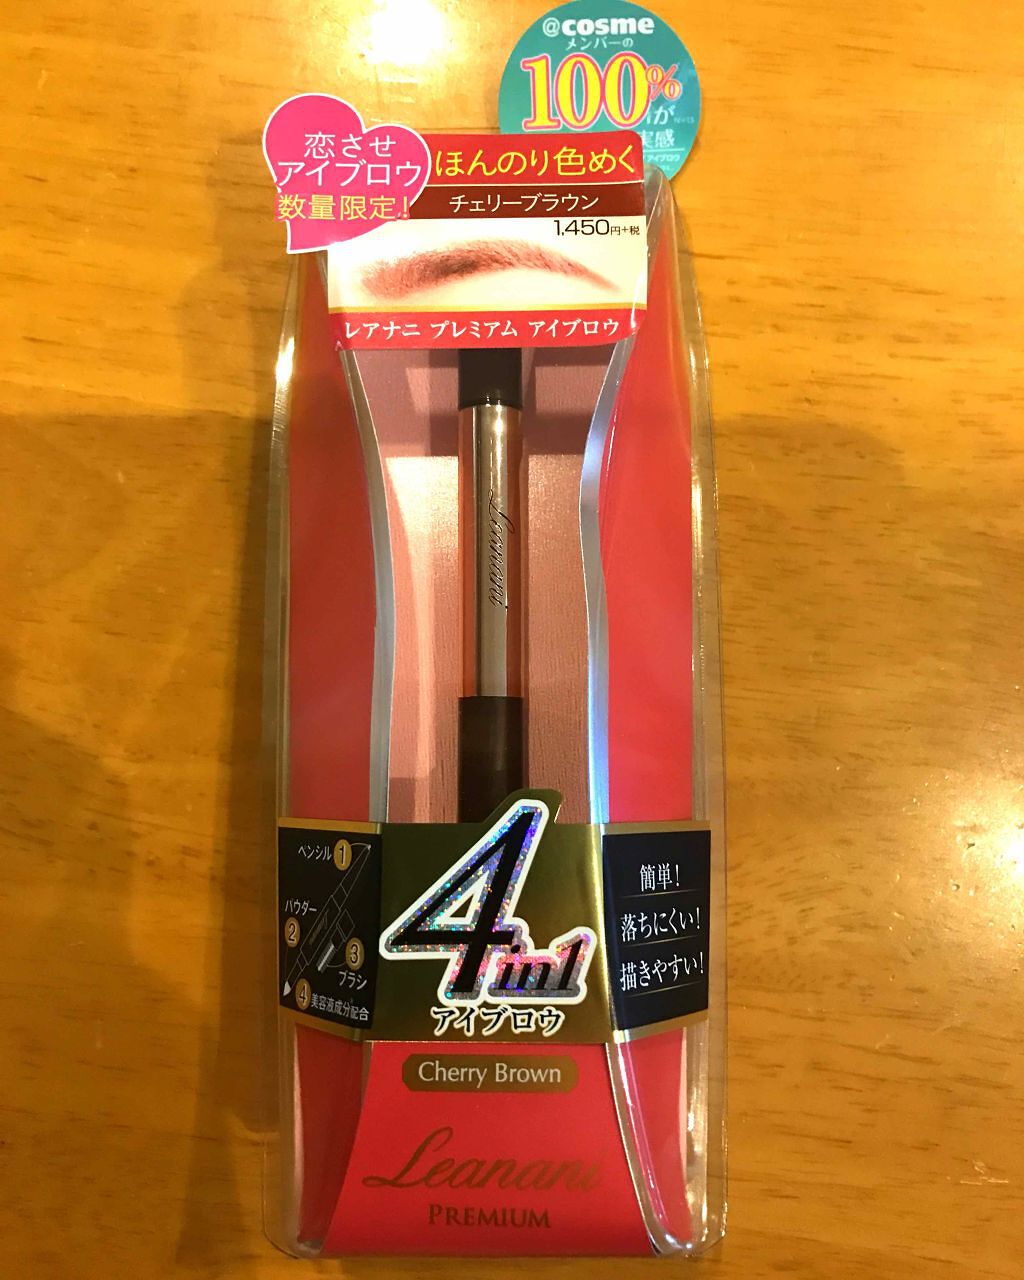 @cosme
メンバーの
100%
が
N=15
実感
恋させ
アイブロウ
数量限定!
ほんのり色めく
チェリーブラウン
1,450円+税
レアナニ プレミアム アイブロウ
Leanani
ペンシル 1
パウダー
2
3
ブラシ
4 美容液成分配合
4in1
アイブロウ
簡単!
落ちにくい!
描きやすい!
Cherry Brown
Leanani
PREMIUM